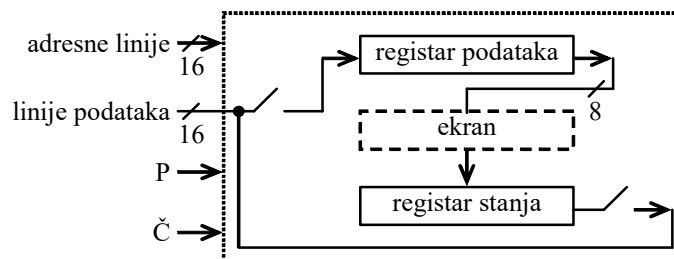 adresne linije
16
registar podataka
linije podataka
16
8
ekran
P
registar stanja
Č